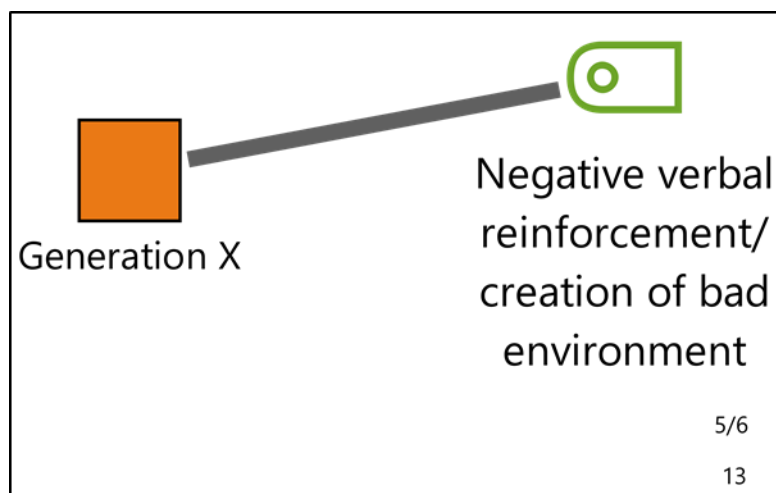 Generation X
Negative verbal
reinforcement/
creation of bad
environment
5/6
13